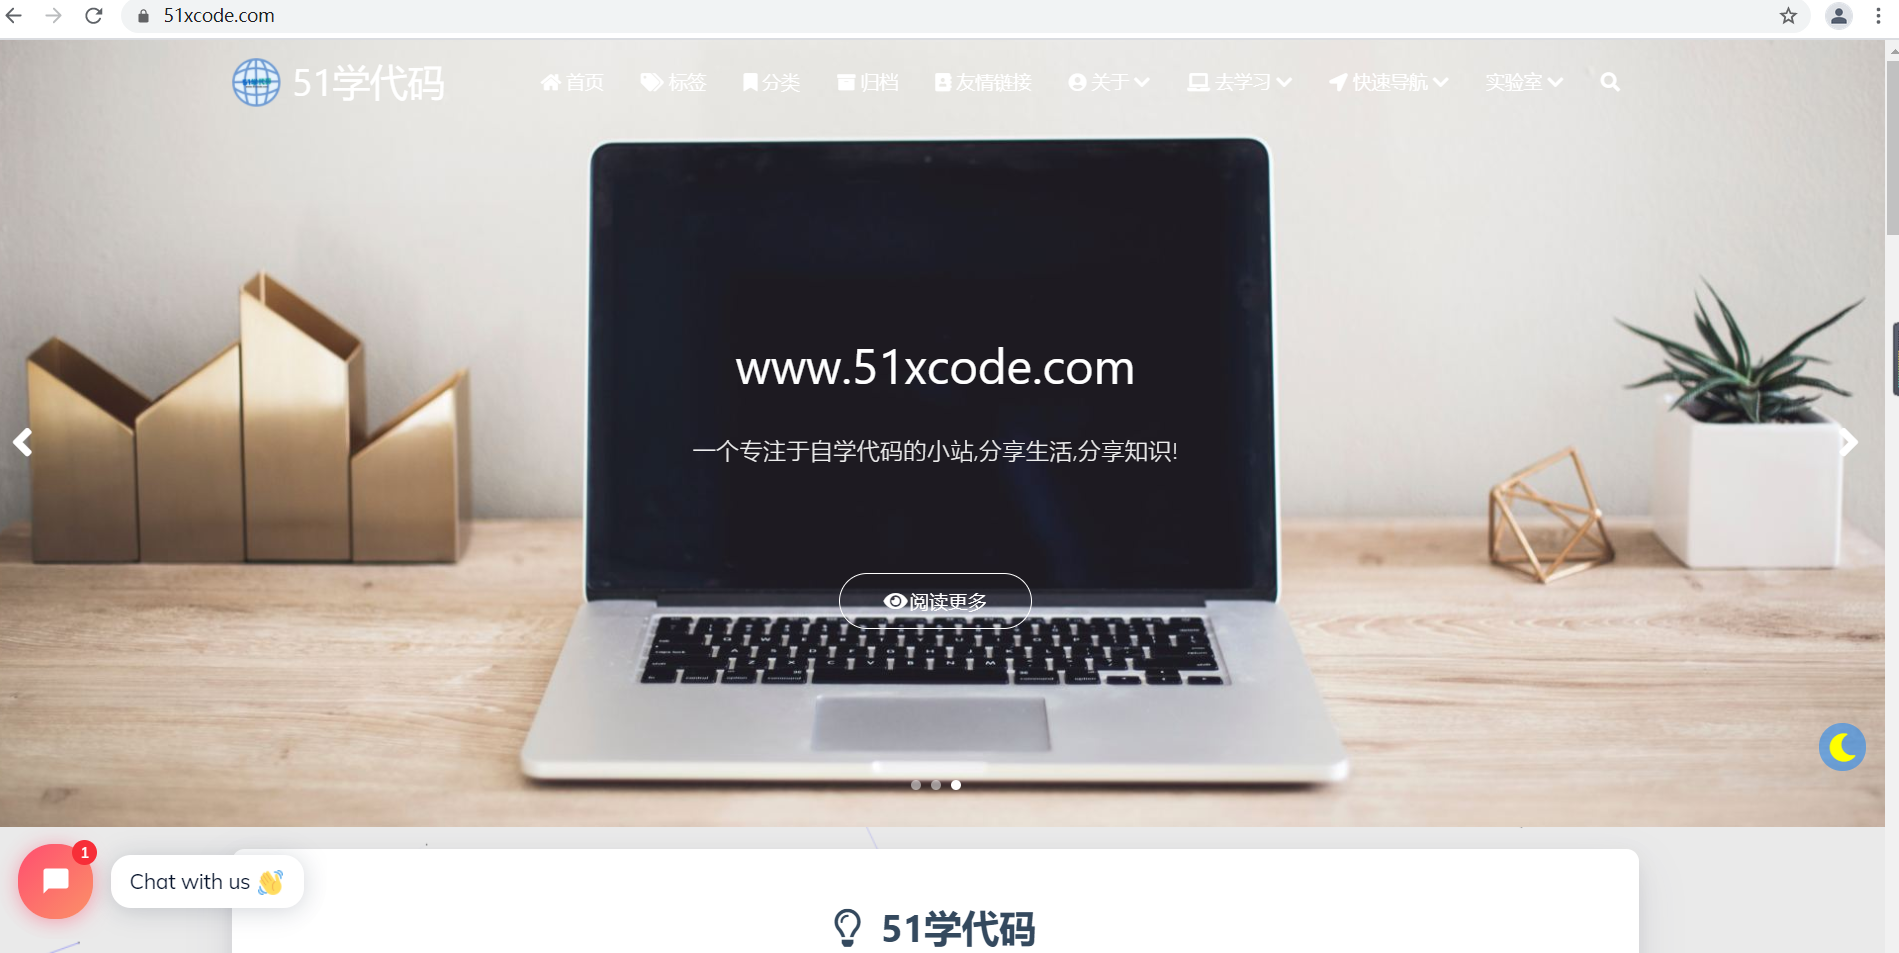 51xcode.com
51学代码
首页 标签 分类 归档 友情链接 关于 去学习 快速导航 实验室
www.51xcode.com
一个专注于自学代码的小站,分享生活,分享知识!
阅读更多
1
Chat with us 👋
51学代码